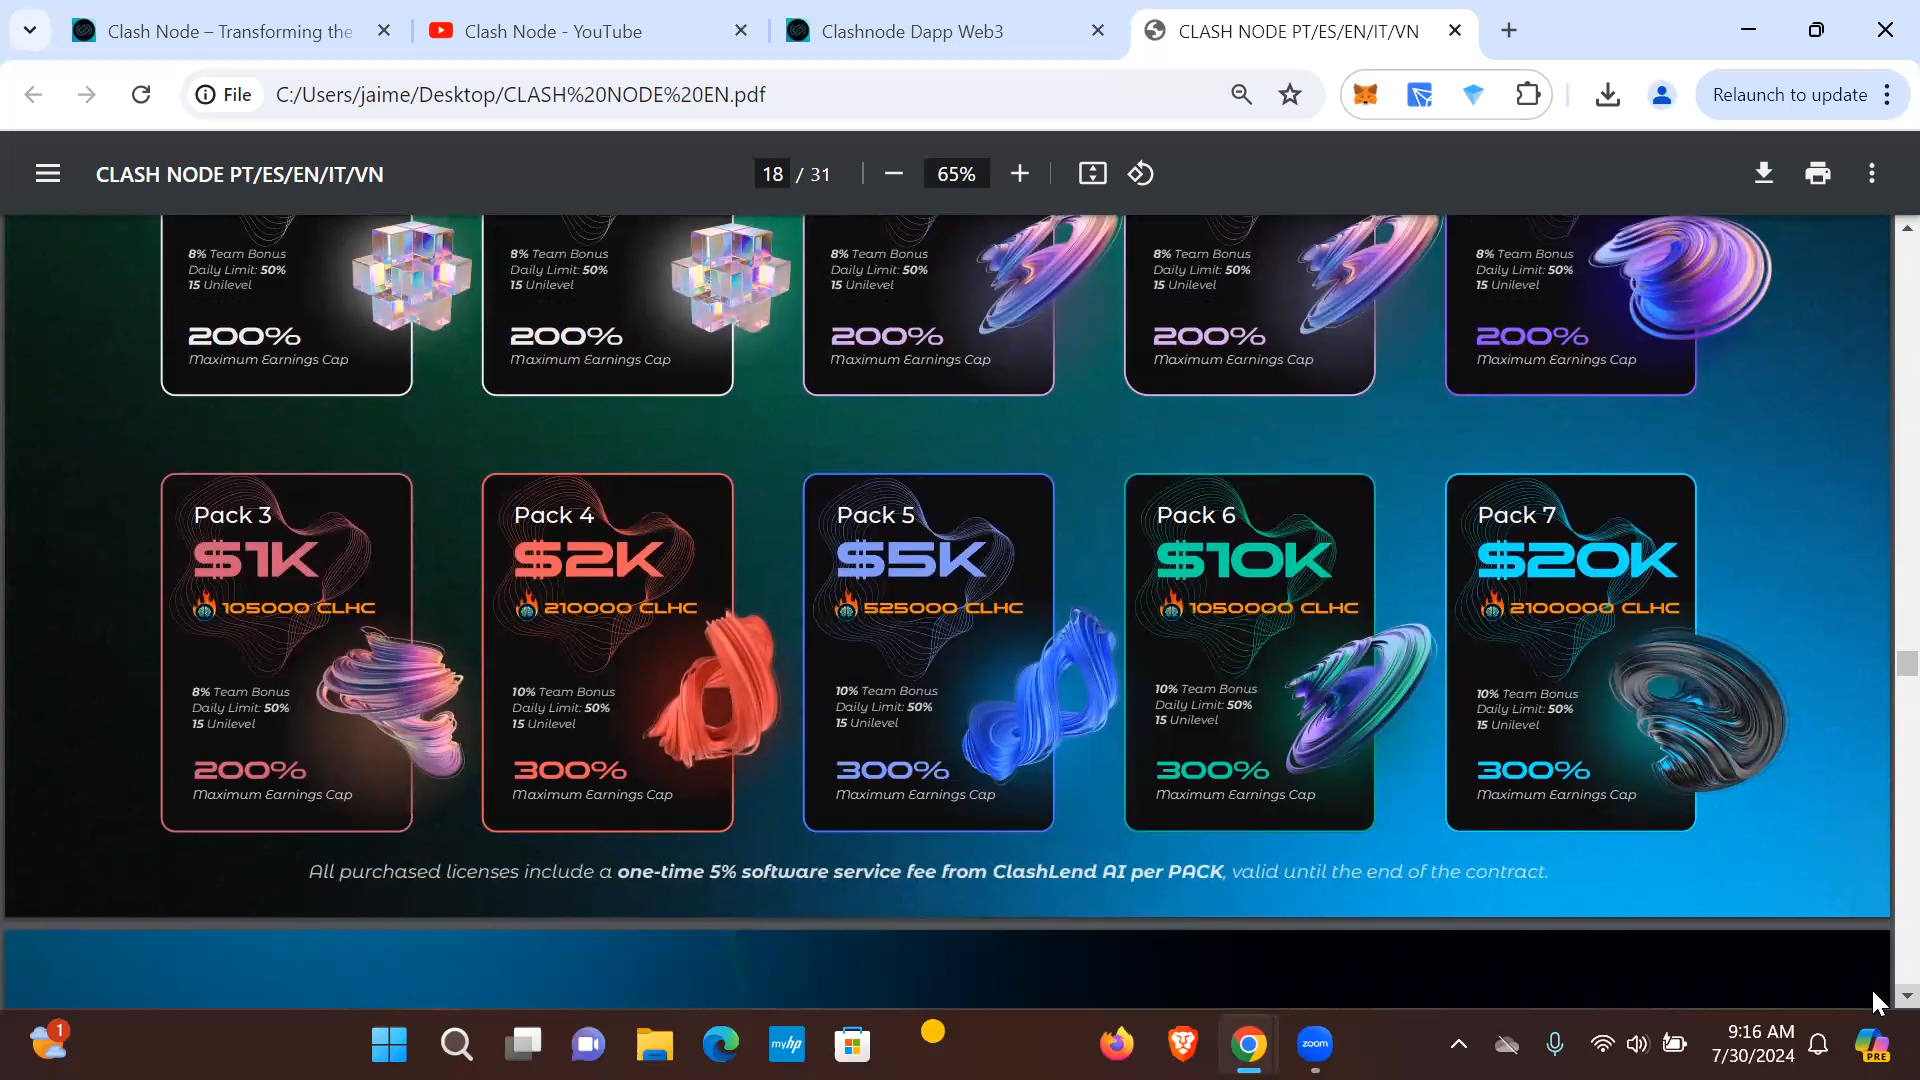 Clash Node – Transforming the
Clash Node - YouTube
Clashnode Dapp Web3
CLASH NODE PT/ES/EN/IT/VN
File
C:/Users/jaime/Desktop/CLASH%20NODE%20EN.pdf
Relaunch to update
CLASH NODE PT/ES/EN/IT/VN
18 / 31
65%
8% Team Bonus
Daily Limit: 50%
15 Unilevel
200%
Maximum Earnings Cap
8% Team Bonus
Daily Limit: 50%
15 Unilevel
200%
Maximum Earnings Cap
8% Team Bonus
Daily Limit: 50%
15 Unilevel
200%
Maximum Earnings Cap
8% Team Bonus
Daily Limit: 50%
15 Unilevel
200%
Maximum Earnings Cap
8% Team Bonus
Daily Limit: 50%
15 Unilevel
200%
Maximum Earnings Cap
Pack 3
$1K
105000 CLHC
8% Team Bonus
Daily Limit: 50%
15 Unilevel
200%
Maximum Earnings Cap
Pack 4
$2K
210000 CLHC
10% Team Bonus
Daily Limit: 50%
15 Unilevel
300%
Maximum Earnings Cap
Pack 5
$5K
525000 CLHC
10% Team Bonus
Daily Limit: 50%
15 Unilevel
300%
Maximum Earnings Cap
Pack 6
$10K
1050000 CLHC
10% Team Bonus
Daily Limit: 50%
15 Unilevel
300%
Maximum Earnings Cap
Pack 7
$20K
2100000 CLHC
10% Team Bonus
Daily Limit: 50%
15 Unilevel
300%
Maximum Earnings Cap
All purchased licenses include a one-time 5% software service fee from ClashLend AI per PACK, valid until the end of the contract.
1
myhp
zoom
9:16 AM
7/30/2024
PRE